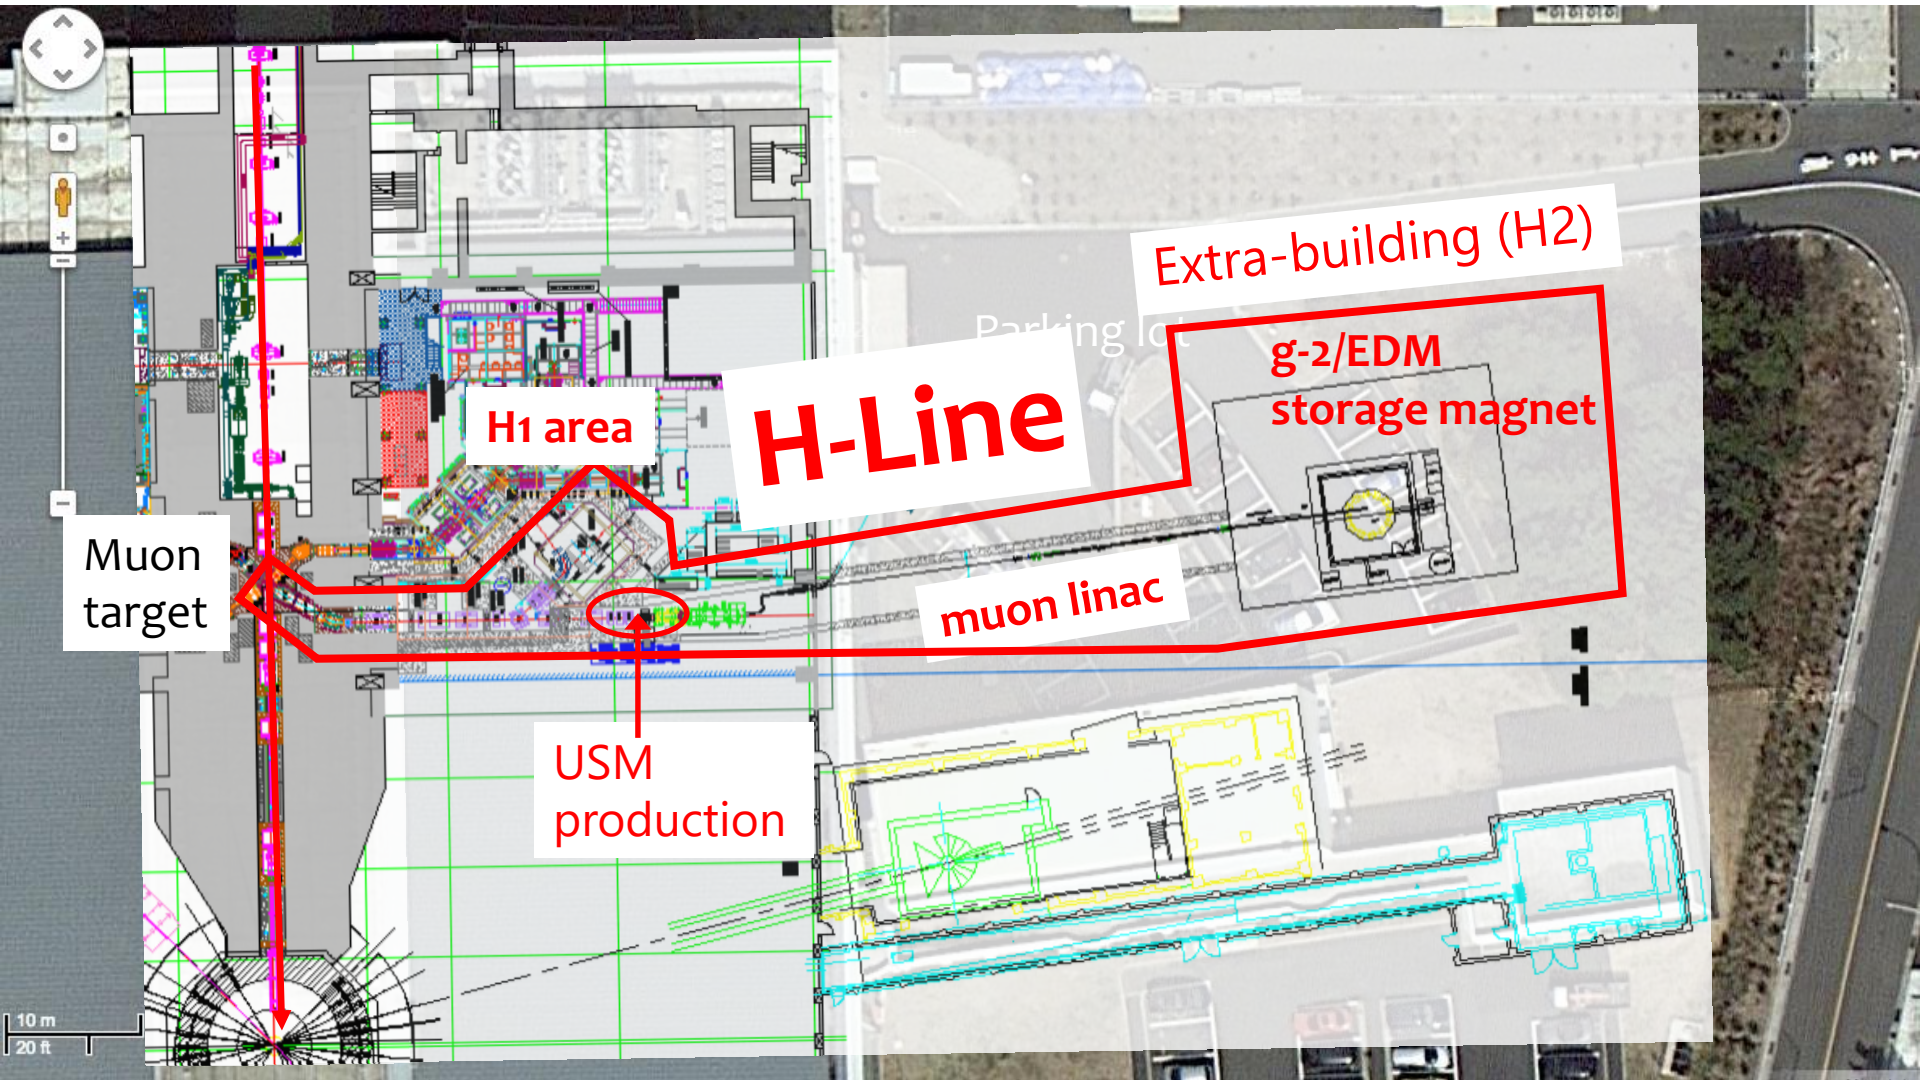 Extra-building (H2)
Parking lot
g-2/EDM
storage magnet
H-Line
H1 area
Muon
target
muon linac
USM
production
10 m
20 ft